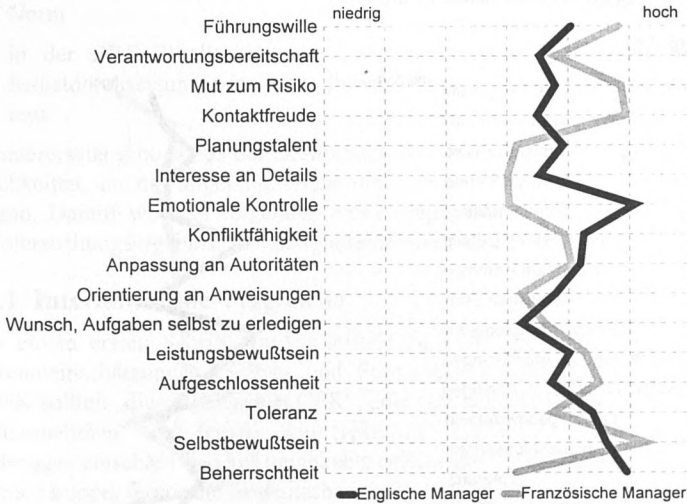 niedrig hoch
Führungswille
Verantwortungsbereitschaft
Mut zum Risiko
Kontaktfreude
Planungstalent
Interesse an Details
Emotionale Kontrolle
Konfliktfähigkeit
Anpassung an Autoritäten
Orientierung an Anweisungen
Wunsch, Aufgaben selbst zu erledigen
Leistungsbewußtsein
Aufgeschlossenheit
Toleranz
Selbstbewußtsein
Beherrschtheit
Englische Manager Französische Manager